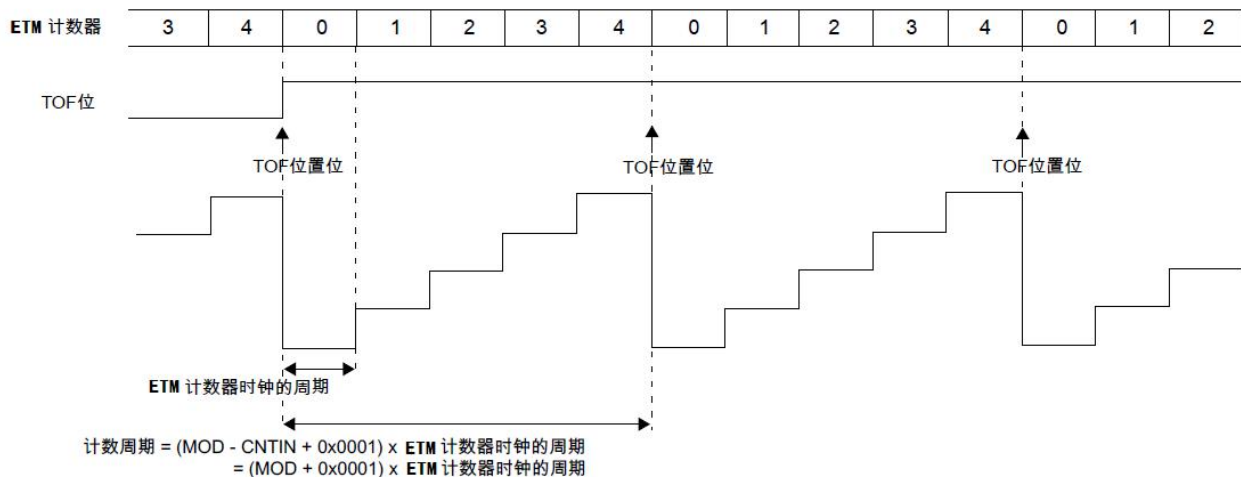 ETM 计数器 3 4 0 1 2 3 4 0 1 2 3 4 0 1 2
TOF位
TOF位置位 TOF位置位 TOF位置位
ETM 计数器时钟的周期
计数周期 = (MOD - CNTIN + 0x0001) x ETM 计数器时钟的周期
= (MOD + 0x0001) x ETM 计数器时钟的周期